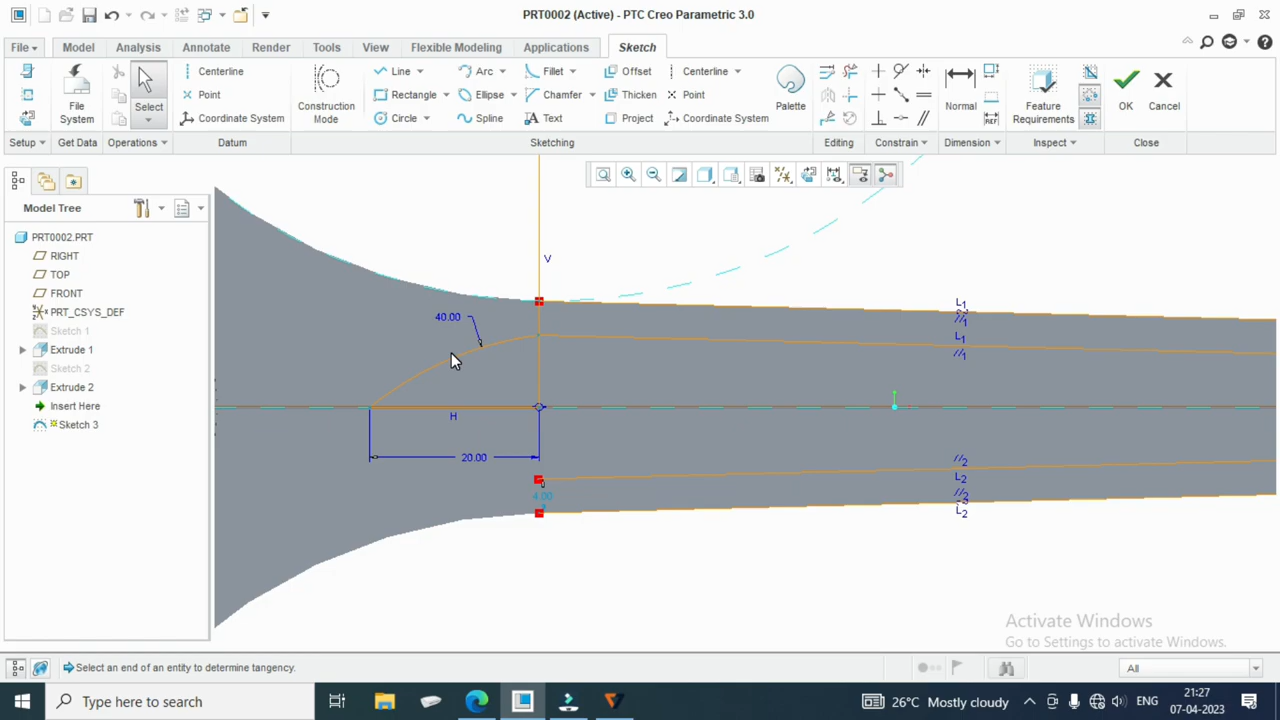 PRT0002 (Active) - PTC Creo Parametric 3.0
File Model Analysis Annotate Render Tools View Flexible Modeling Applications Sketch
Centerline Line Arc Fillet Offset Centerline
Point Rectangle Ellipse Chamfer Thicken Point
Coordinate System Circle Spline Text Project Coordinate System
File System Select Construction Mode Palette Normal Feature Requirements OK Cancel
Setup Get Data Operations Datum Sketching Editing Constrain Dimension Inspect Close
Model Tree
PRT0002.PRT
RIGHT
TOP
FRONT
PRT_CSYS_DEF
Sketch 1
Extrude 1
Sketch 2
Extrude 2
Insert Here
Sketch 3
V
40.00
L1
//1
L1
//1
H
20.00
//2
L2
4.00
//2
L2
Activate Windows
Go to Settings to activate Windows.
Select an end of an entity to determine tangency.
All
Type here to search
26°C Mostly cloudy
ENG
21:27
07-04-2023